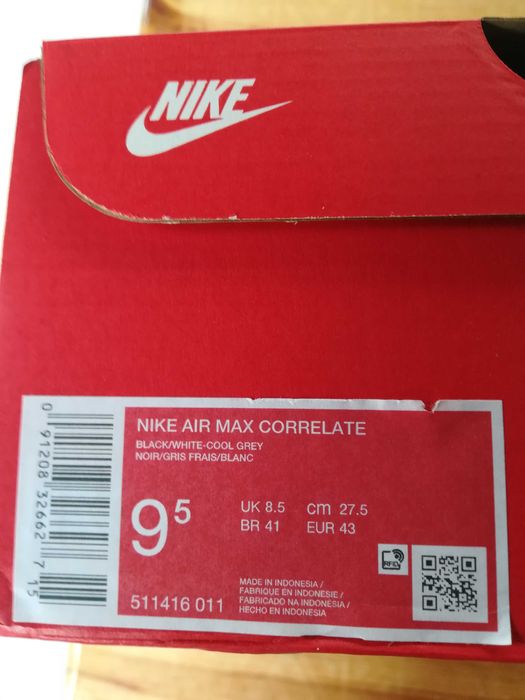 NIKE
NIKE AIR MAX CORRELATE
BLACK/WHITE-COOL GREY
NOIR/GRIS FRAIS/BLANC
9⁵
UK 8.5 cm 27.5
BR 41 EUR 43
RFID
MADE IN INDONESIA /
FABRIQUE EN INDONESIE /
FABRICADO NA INDONÉSIA /
HECHO EN INDONESIA
511416 011
0 91208 32662 7 15